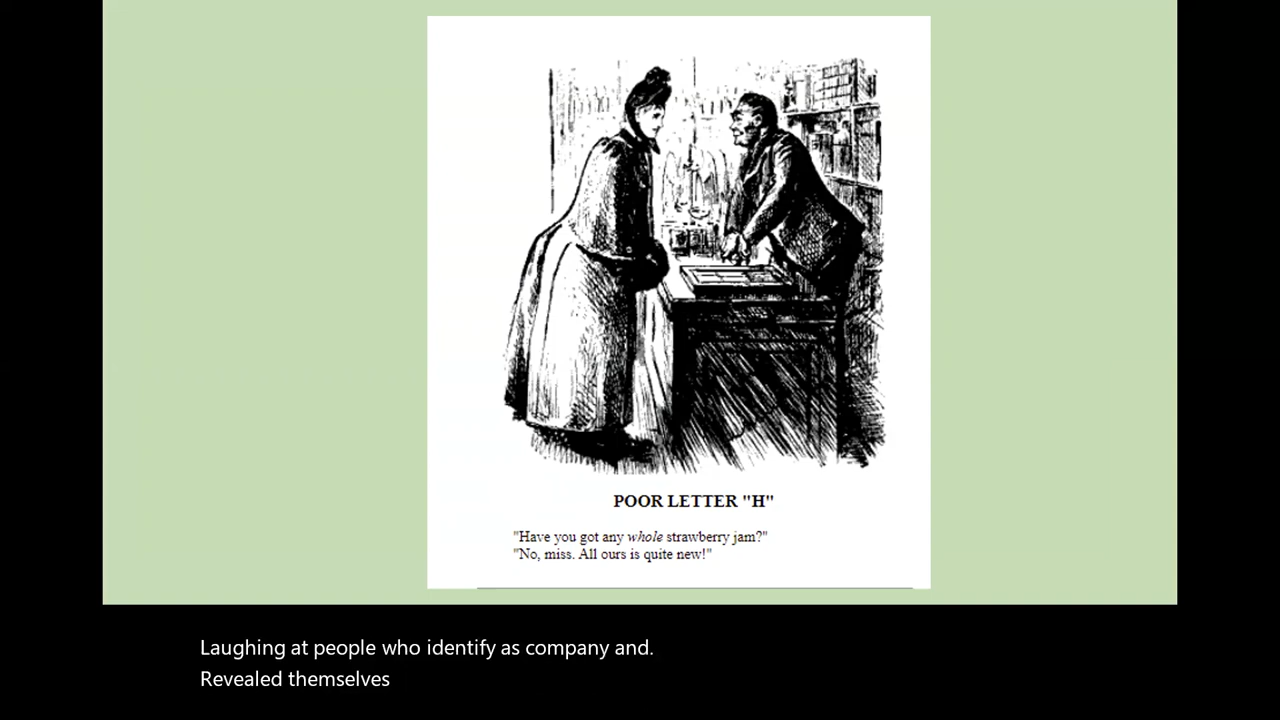 POOR LETTER "H"
"Have you got any whole strawberry jam?"
"No, miss. All ours is quite new!"
Laughing at people who identify as company and.
Revealed themselves